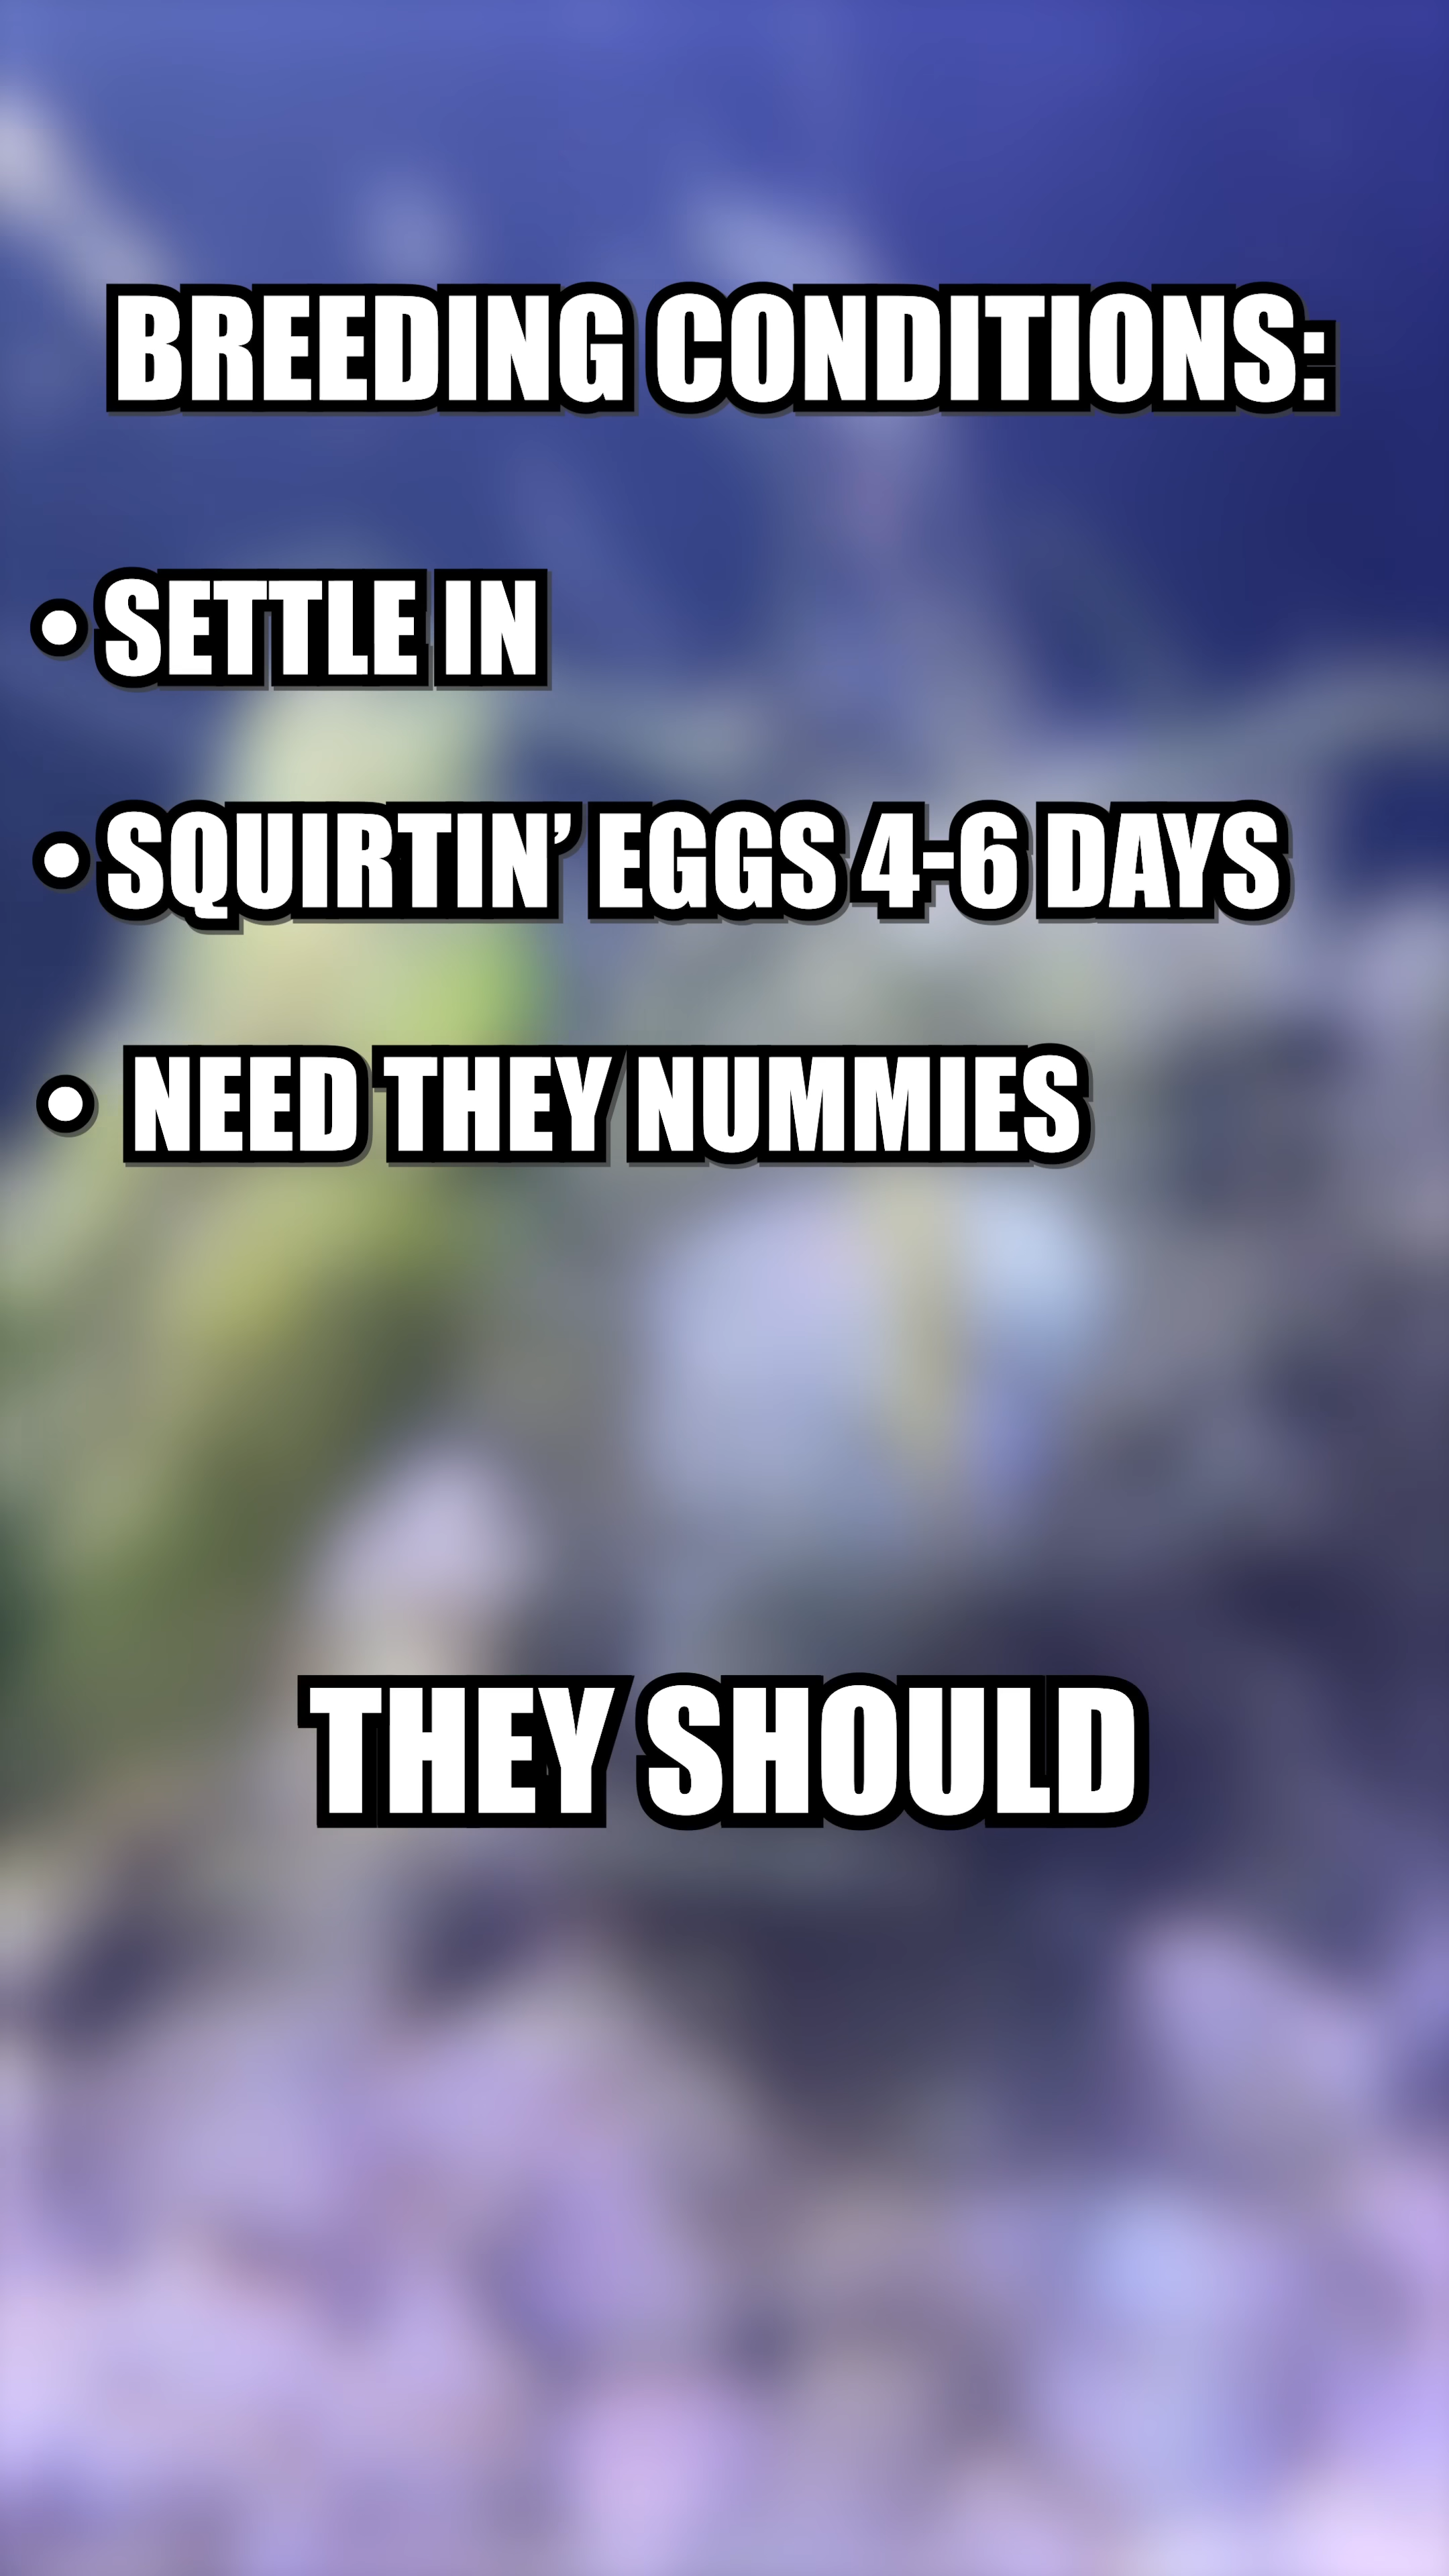 BREEDING CONDITIONS:
• SETTLE IN
• SQUIRTIN’ EGGS 4-6 DAYS
• NEED THEY NUMMIES
THEY SHOULD